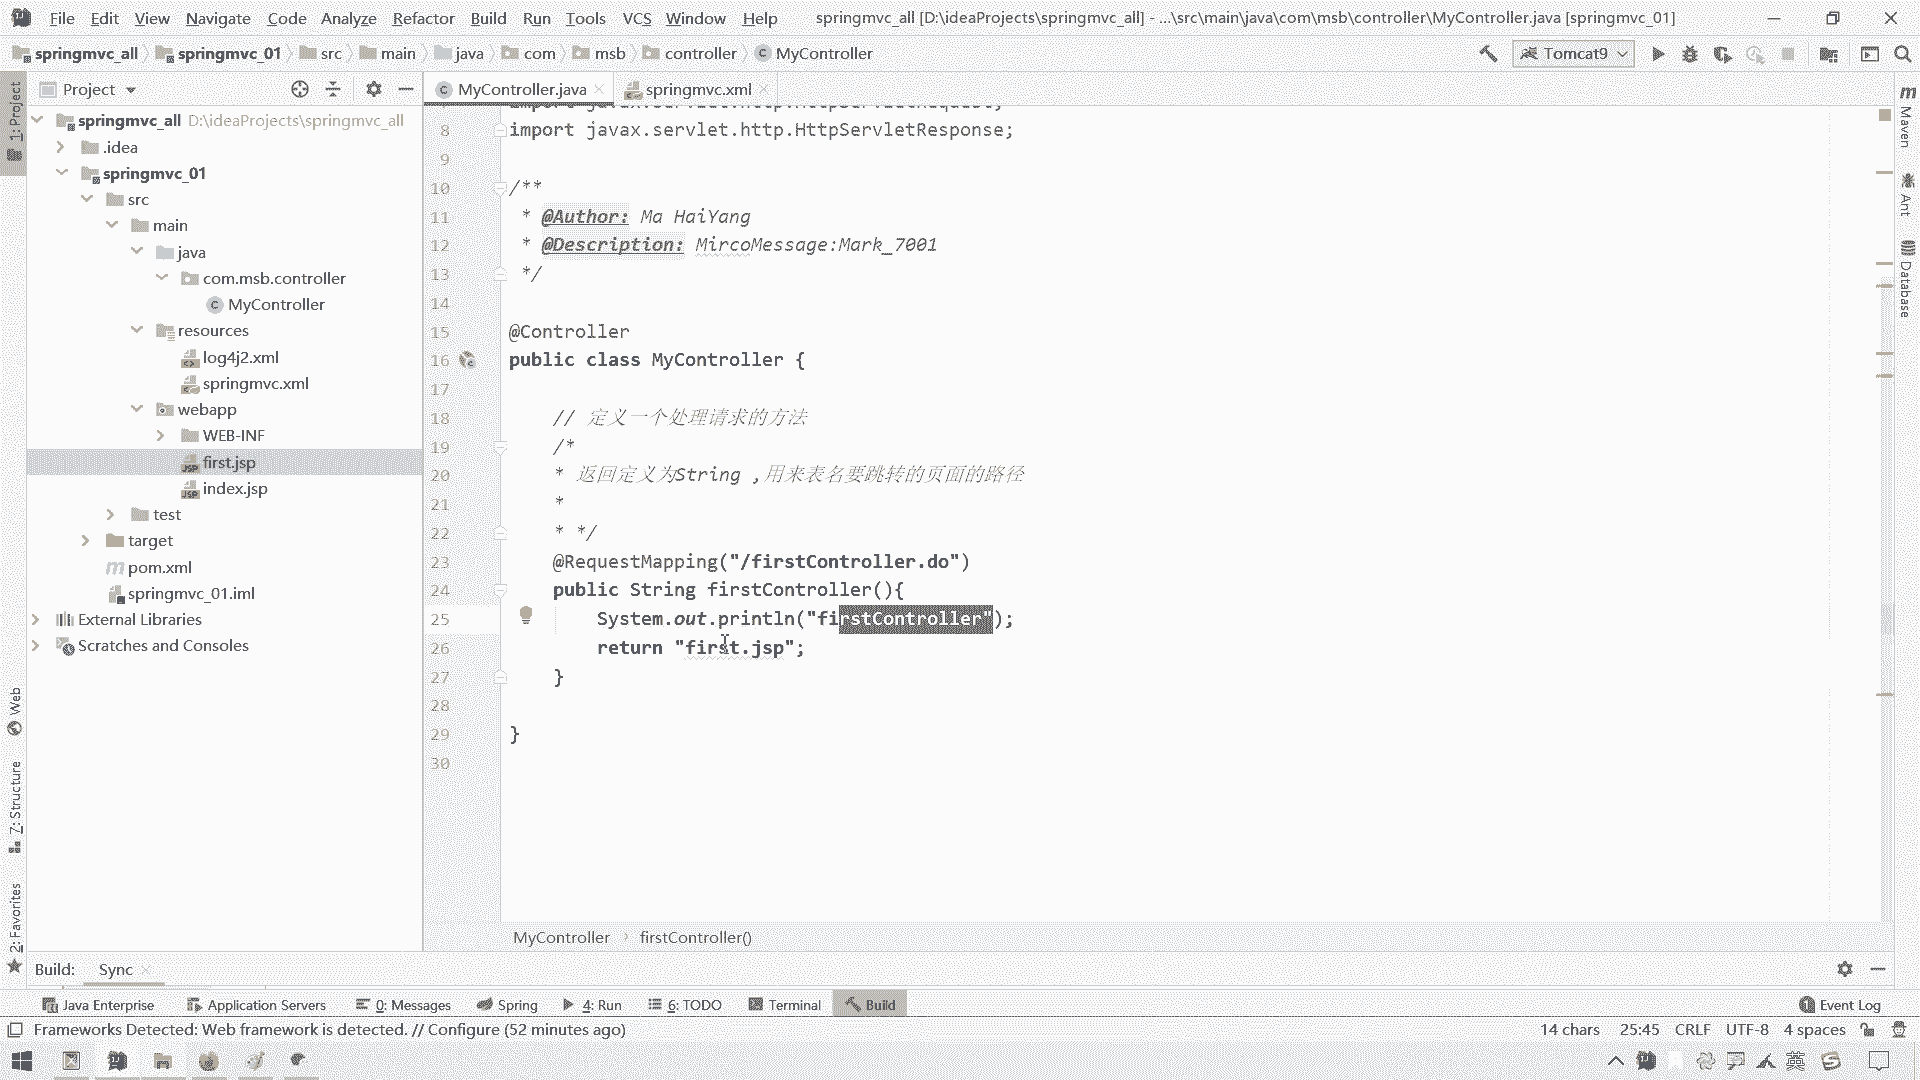 File Edit View Navigate Code Analyze Refactor Build Run Tools VCS Window Help springmvc_all [D:\ideaProjects\springmvc_all] - ...\src\main\java\com\msb\controller\MyController.java [springmvc_01]
springmvc_all springmvc_01 src main java com msb controller MyController Tomcat9
Project
MyController.java springmvc.xml
1: Project
springmvc_all D:\ideaProjects\springmvc_all
.idea
springmvc_01
src
main
java
com.msb.controller
MyController
resources
log4j2.xml
springmvc.xml
webapp
WEB-INF
first.jsp
index.jsp
test
target
pom.xml
springmvc_01.iml
External Libraries
Scratches and Consoles
import javax.servlet.http.HttpServletRequest;
8 import javax.servlet.http.HttpServletResponse;
9
10 /**
11 * @Author: Ma HaiYang
12 * @Description: MircoMessage:Mark_7001
13 */
14
15 @Controller
16 public class MyController {
17
18 // 定义一个处理请求的方法
19 /*
20 * 返回定义为String ,用来表名要跳转的页面的路径
21 *
22 * */
23 @RequestMapping("/firstController.do")
24 public String firstController(){
25 System.out.println("firstController");
26 return "first.jsp";
27 }
28
29 }
30
Maven
Ant
Database
Web
7: Structure
2: Favorites
MyController firstController()
Build: Sync
Java Enterprise Application Servers 0: Messages Spring 4: Run 6: TODO Terminal Build 1 Event Log
Frameworks Detected: Web framework is detected. // Configure (52 minutes ago) 14 chars 25:45 CRLF UTF-8 4 spaces
英